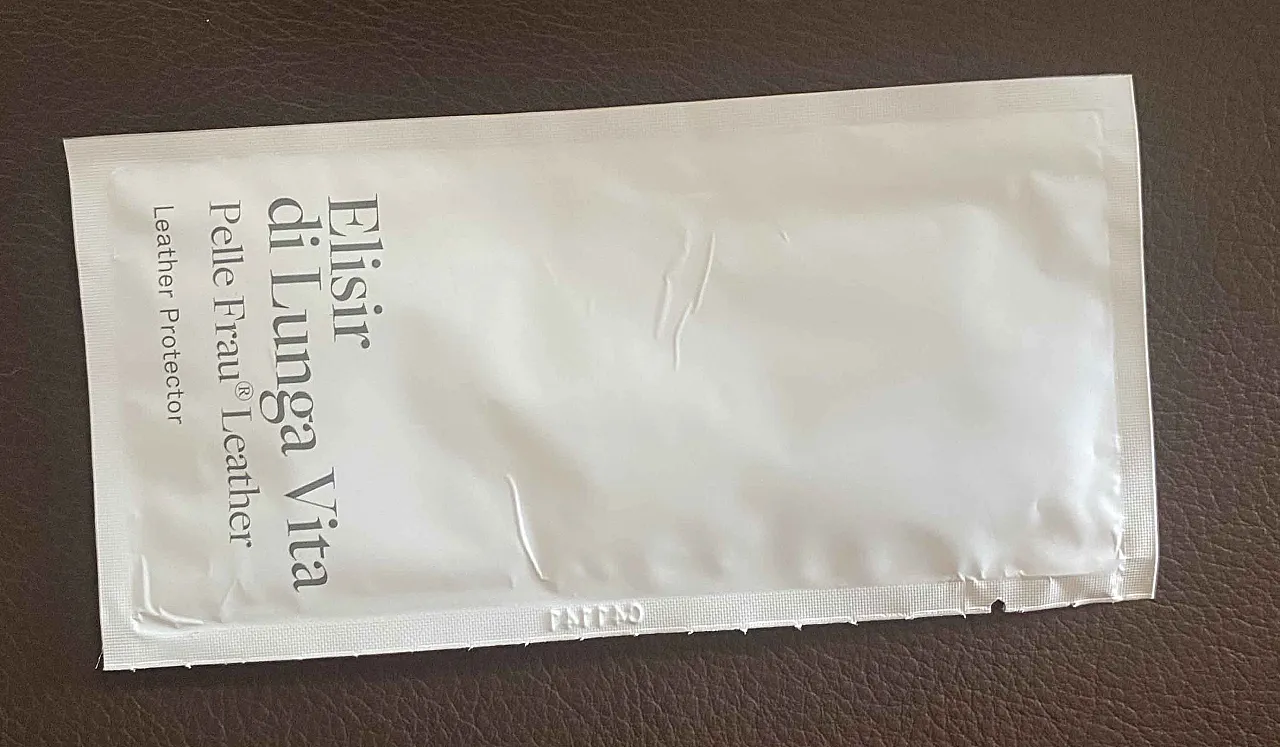 Elisir
di Lunga Vita
Pelle Frau® Leather
Leather Protector